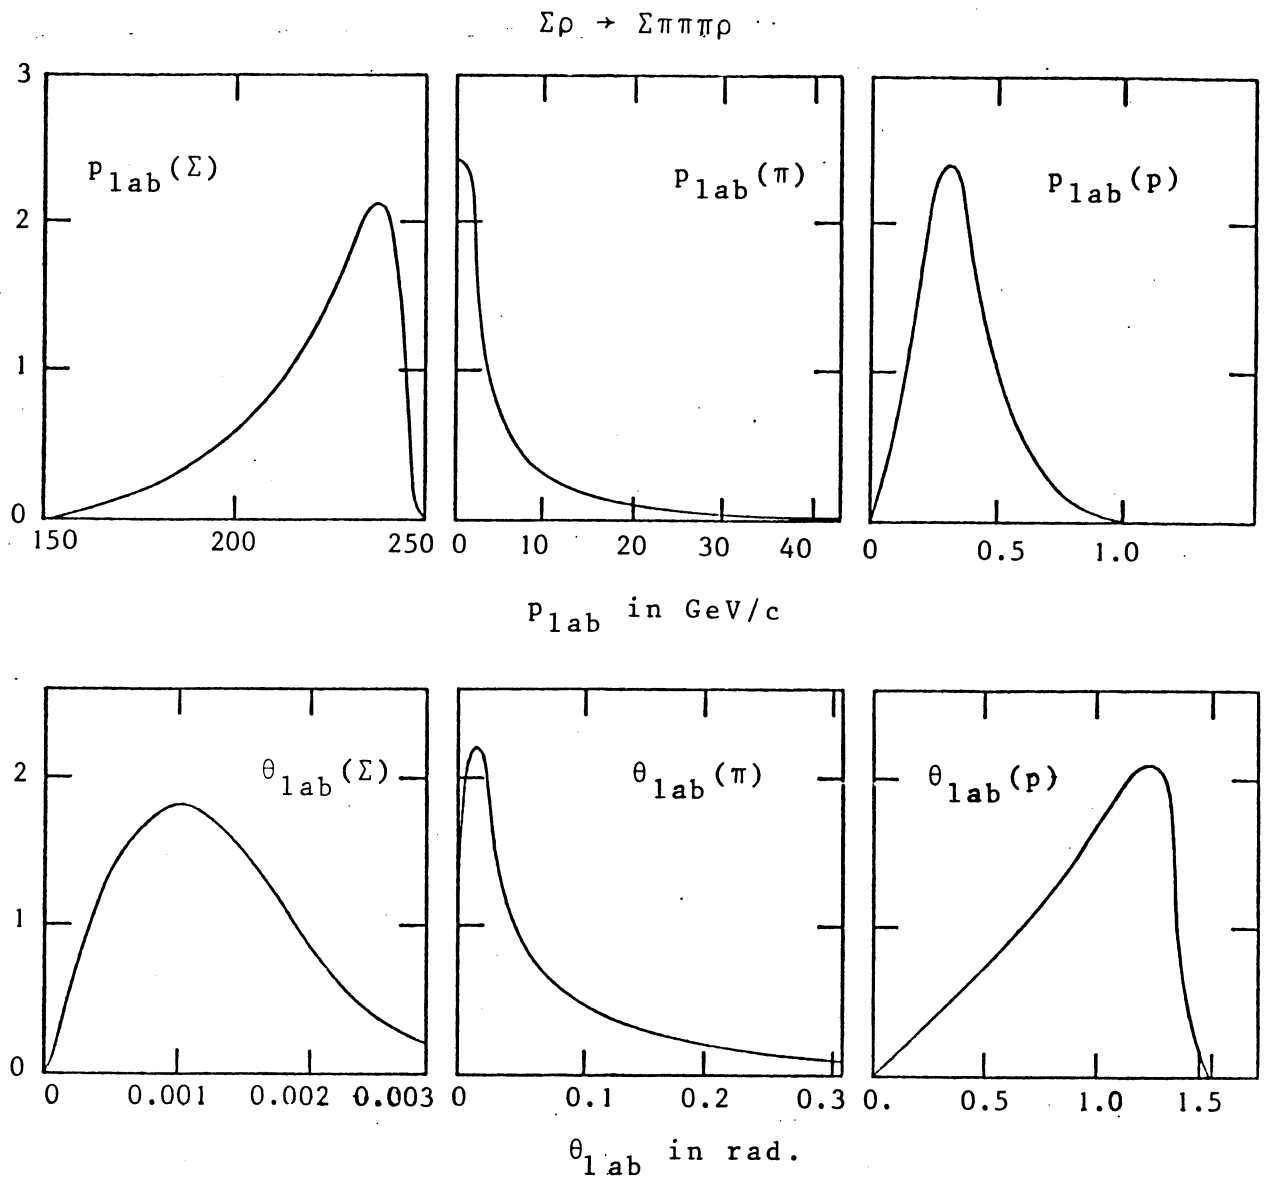 Σρ → Σπππρ
3
2
1
0
p_lab(Σ)
p_lab(π)
p_lab(p)
150 200 250 0 10 20 30 40 0 0.5 1.0
p_lab in GeV/c
2
1
0
θ_lab(Σ)
θ_lab(π)
θ_lab(p)
0 0.001 0.002 0.003 0 0.1 0.2 0.3 0. 0.5 1.0 1.5
θ_lab in rad.